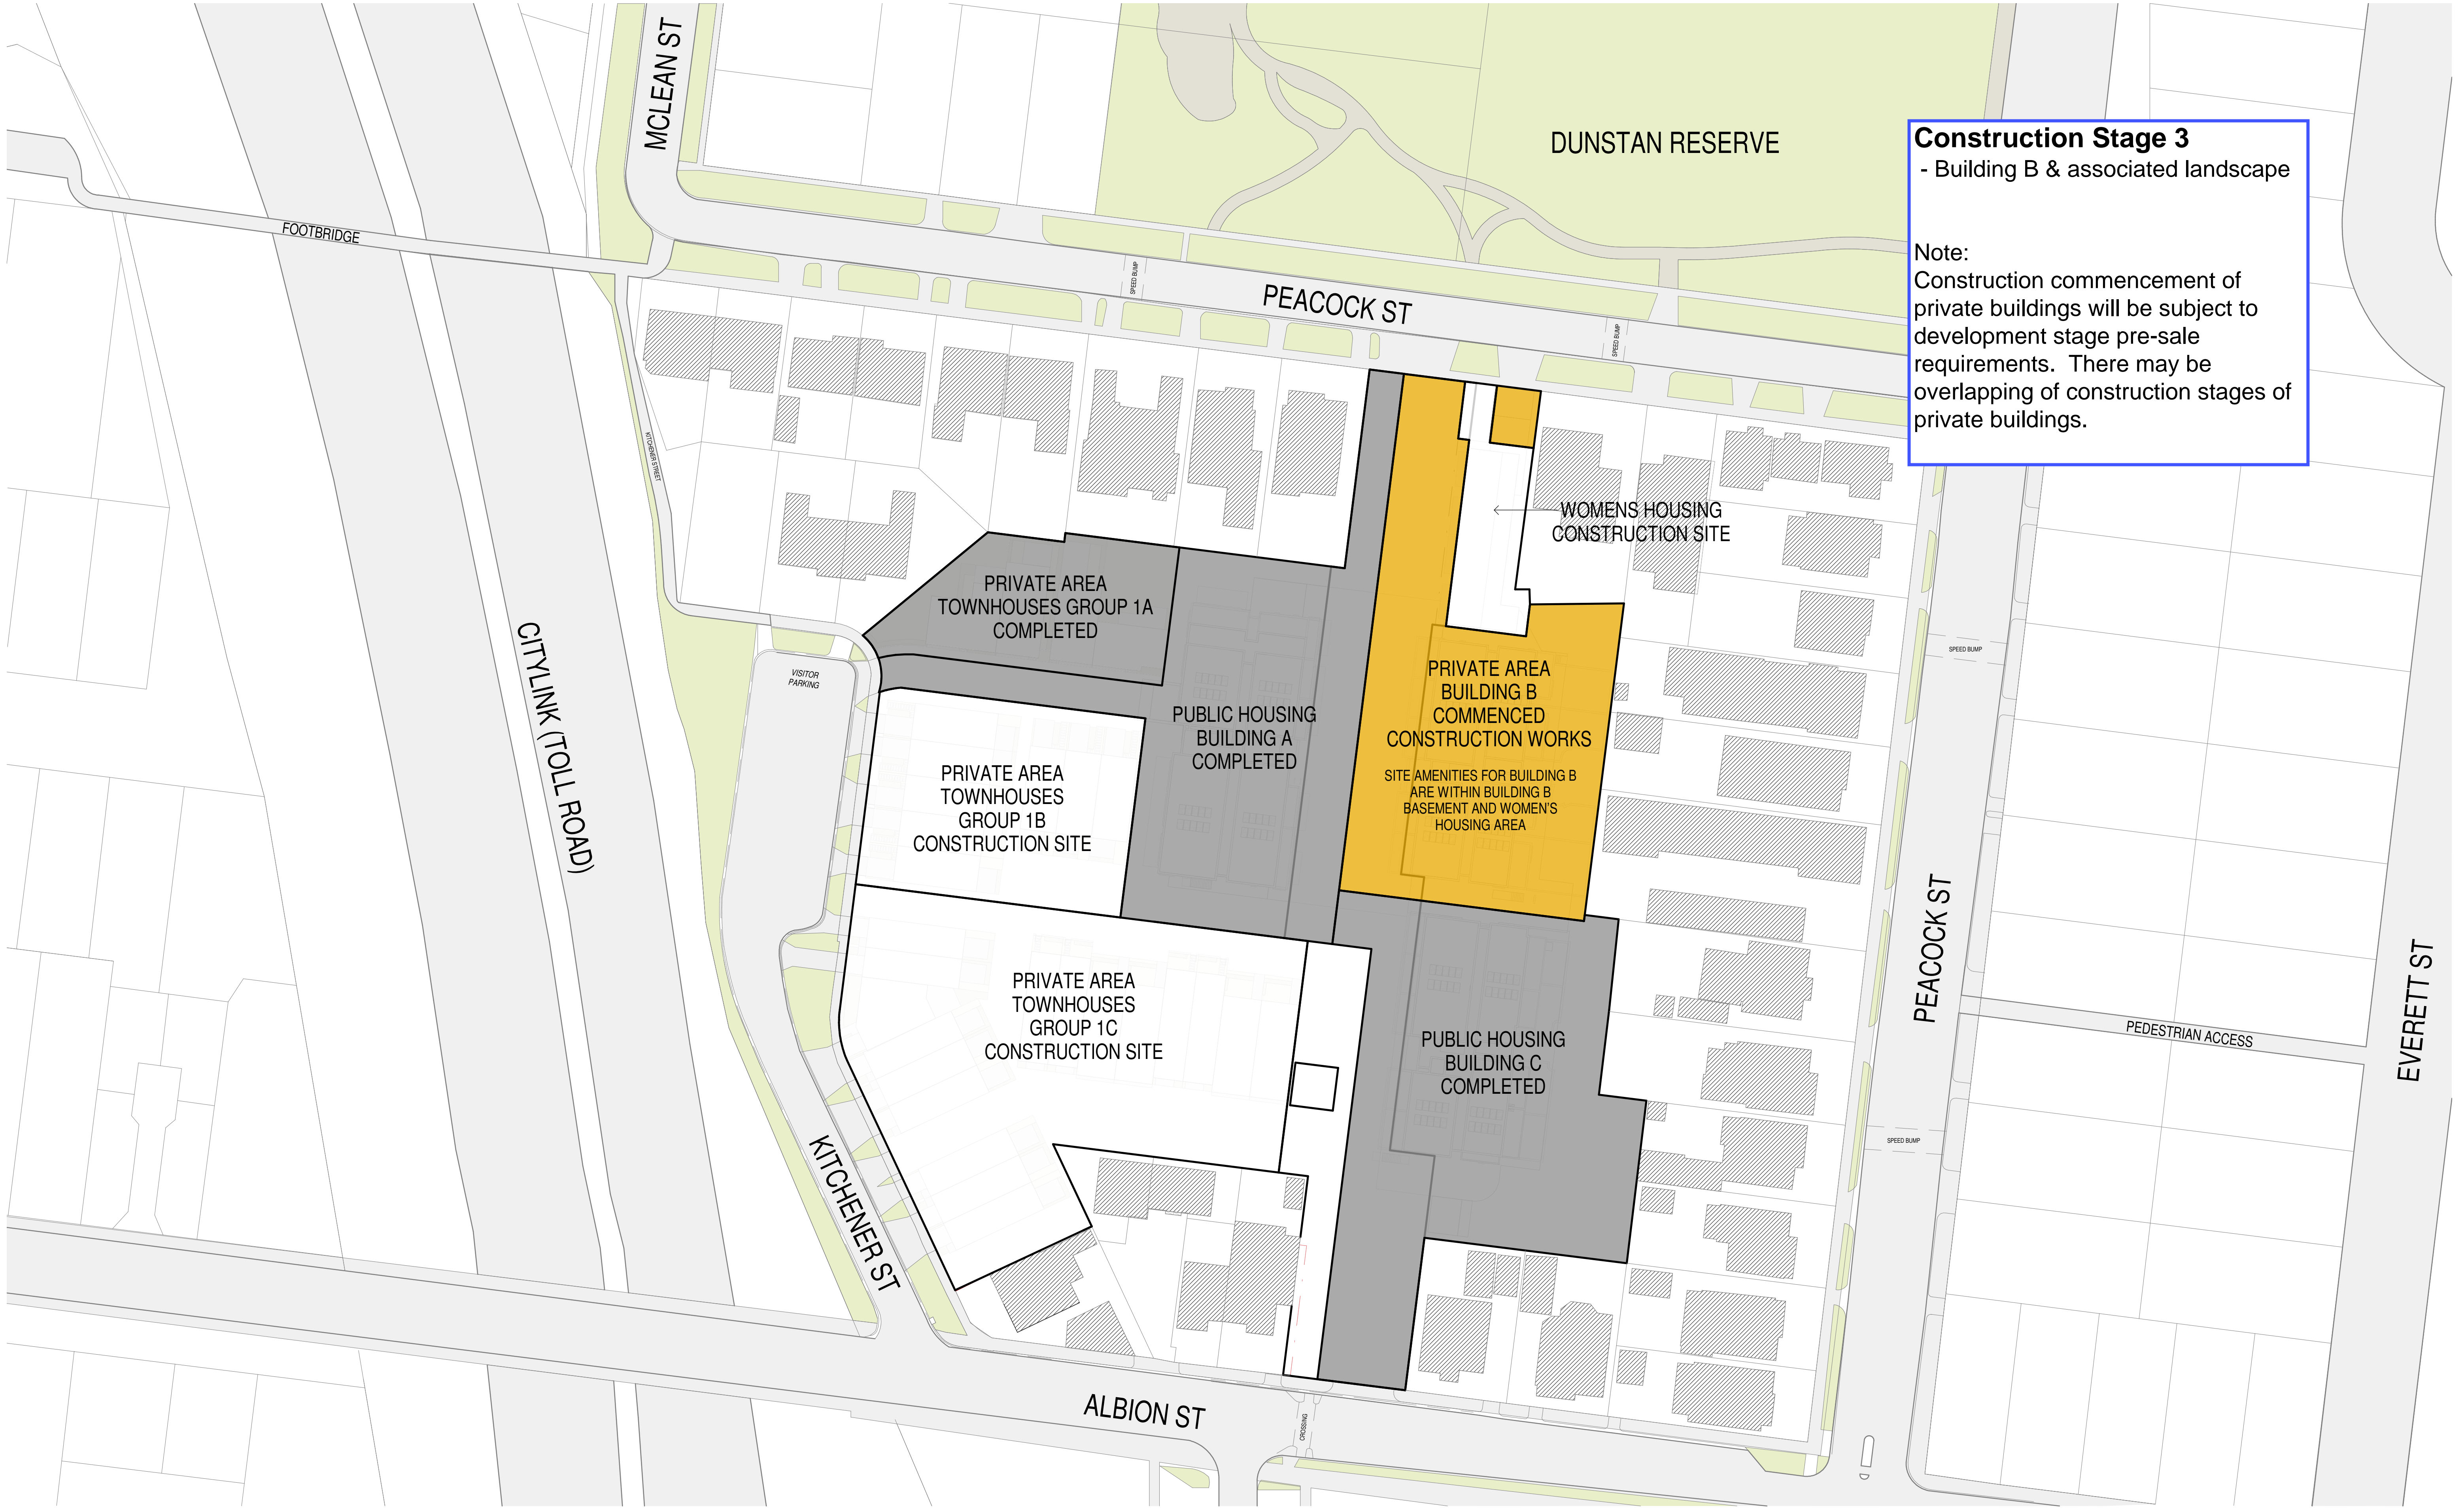 MCLEAN ST
DUNSTAN RESERVE
Construction Stage 3
- Building B & associated landscape
Note:
Construction commencement of
private buildings will be subject to
development stage pre-sale
requirements.  There may be
overlapping of construction stages of
private buildings.
FOOTBRIDGE
SPEED BUMP
PEACOCK ST
SPEED BUMP
KITCHENER STREET
WOMENS HOUSING
CONSTRUCTION SITE
PRIVATE AREA
TOWNHOUSES GROUP 1A
COMPLETED
CITYLINK (TOLL ROAD)
VISITOR
PARKING
SPEED BUMP
PRIVATE AREA
BUILDING B
COMMENCED
CONSTRUCTION WORKS
SITE AMENITIES FOR BUILDING B
ARE WITHIN BUILDING B
BASEMENT AND WOMEN'S
HOUSING AREA
PUBLIC HOUSING
BUILDING A
COMPLETED
PRIVATE AREA
TOWNHOUSES
GROUP 1B
CONSTRUCTION SITE
PRIVATE AREA
TOWNHOUSES
GROUP 1C
CONSTRUCTION SITE
PUBLIC HOUSING
BUILDING C
COMPLETED
PEACOCK ST
PEDESTRIAN ACCESS
EVERETT ST
SPEED BUMP
KITCHENER ST
ALBION ST
CROSSING